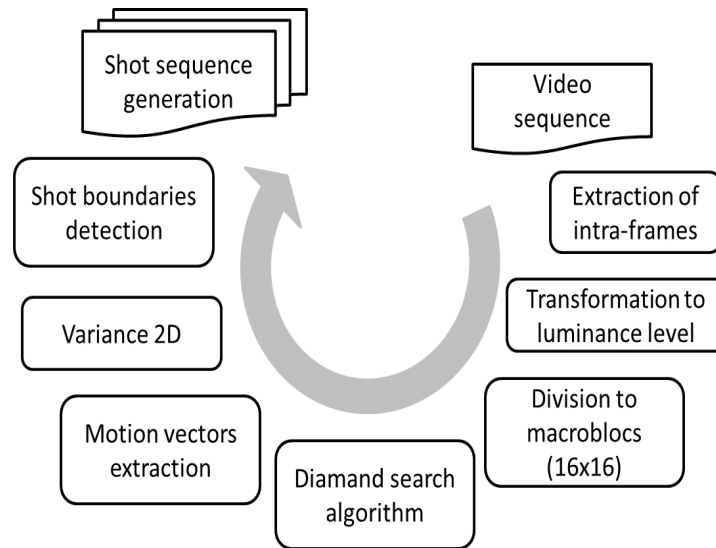 Shot sequence
generation
Video
sequence
Shot boundaries
detection
Extraction of
intra-frames
Variance 2D
Transformation to
luminance level
Motion vectors
extraction
Division to
macroblocs
(16x16)
Diamand search
algorithm